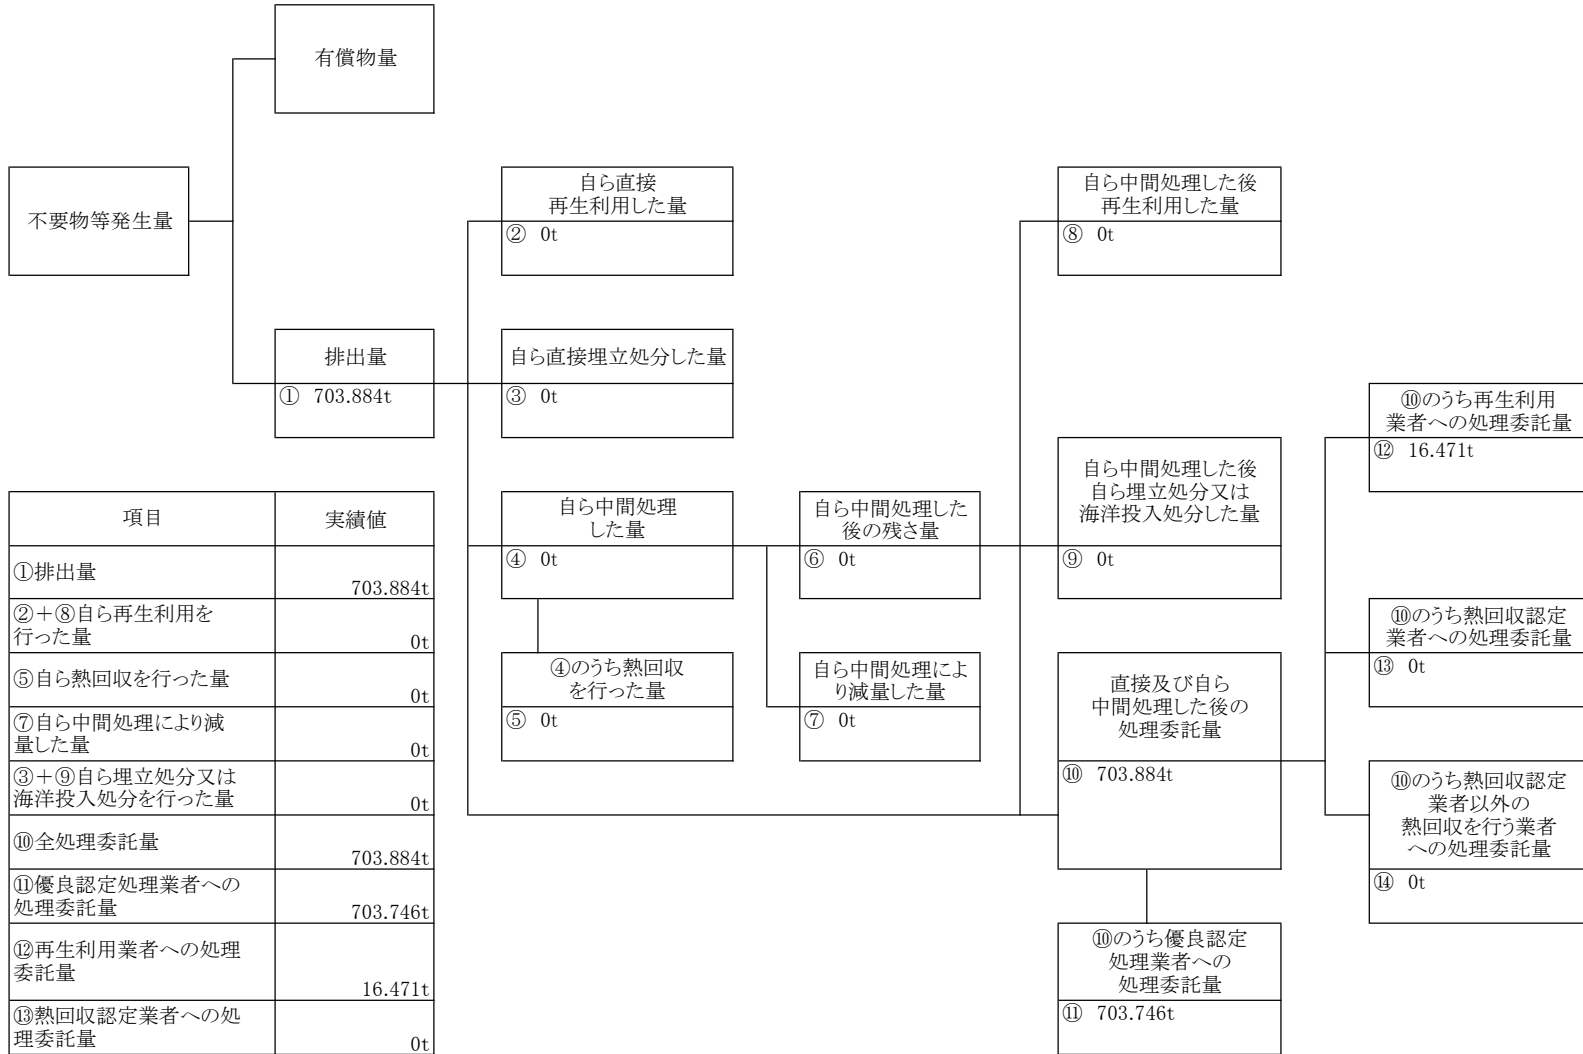 有償物量
不要物等発生量
自ら直接
再生利用した量
② 0t
自ら中間処理した後
再生利用した量
⑧ 0t
排出量
① 703.884t
自ら直接埋立処分した量
③ 0t
⑩のうち再生利用
業者への処理委託量
⑫ 16.471t
自ら中間処理
した量
④ 0t
自ら中間処理した
後の残さ量
⑥ 0t
自ら中間処理した後
自ら埋立処分又は
海洋投入処分した量
⑨ 0t
④のうち熱回収
を行った量
⑤ 0t
自ら中間処理によ
り減量した量
⑦ 0t
直接及び自ら
中間処理した後の
処理委託量
⑩ 703.884t
⑩のうち熱回収認定
業者への処理委託量
⑬ 0t
⑩のうち熱回収認定
業者以外の
熱回収を行う業者
への処理委託量
⑭ 0t
⑩のうち優良認定
処理業者への
処理委託量
⑪ 703.746t
項目 実績値
①排出量
703.884t
②+⑧自ら再生利用を
行った量 0t
⑤自ら熱回収を行った量
0t
⑦自ら中間処理により減
量した量 0t
③+⑨自ら埋立処分又は
海洋投入処分を行った量 0t
⑩全処理委託量
703.884t
⑪優良認定処理業者への
処理委託量 703.746t
⑫再生利用業者への処理
委託量
16.471t
⑬熱回収認定業者への処
理委託量 0t